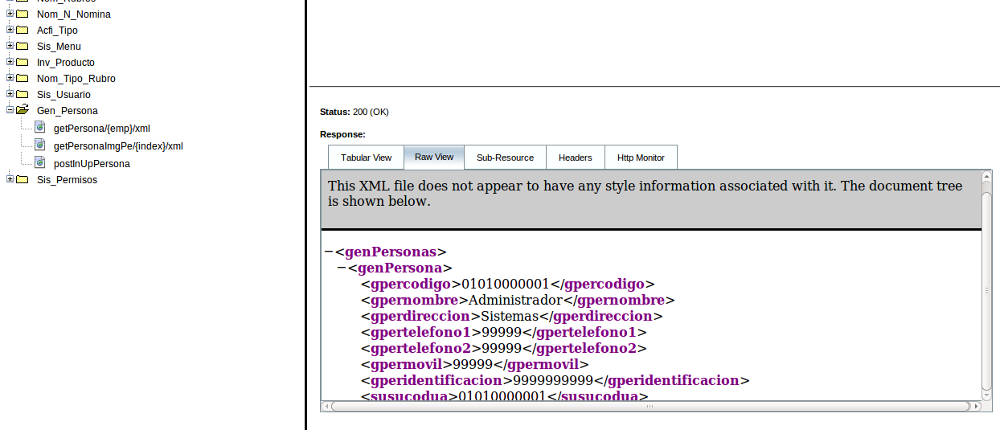 Nom_Rubros
Nom_N_Nomina
Acfi_Tipo
Sis_Menu
Inv_Producto
Nom_Tipo_Rubro
Sis_Usuario
Gen_Persona
getPersona/{emp}/xml
getPersonaImgPe/{index}/xml
postInUpPersona
Sis_Permisos
Status: 200 (OK)
Response:
Tabular View Raw View Sub-Resource Headers Http Monitor
This XML file does not appear to have any style information associated with it. The document tree
is shown below.
−<genPersonas>
−<genPersona>
<gpercodigo>01010000001</gpercodigo>
<gpernombre>Administrador</gpernombre>
<gperdireccion>Sistemas</gperdireccion>
<gpertelefono1>99999</gpertelefono1>
<gpertelefono2>99999</gpertelefono2>
<gpermovil>99999</gpermovil>
<gperidentificacion>9999999999</gperidentificacion>
<susucodua>01010000001</susucodua>